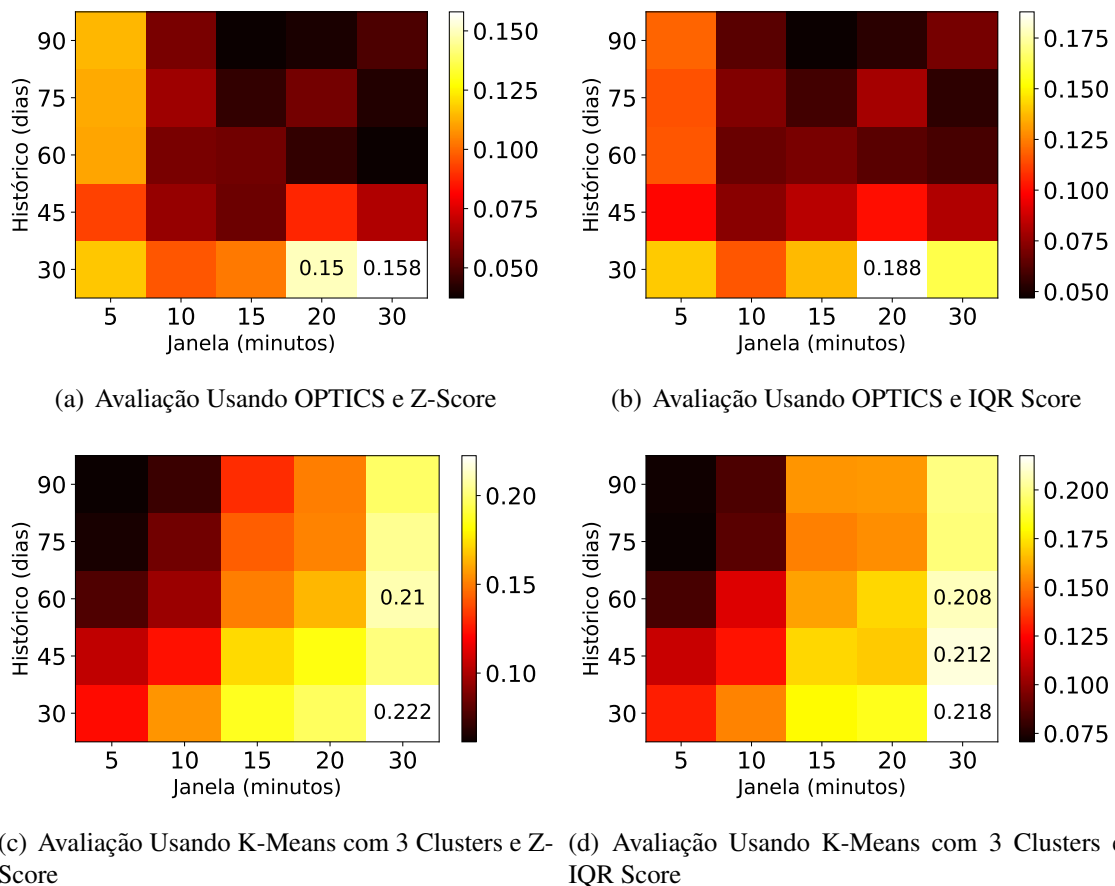 90
75
60
45
30
Histórico (dias)
0.15 0.158
5 10 15 20 30
Janela (minutos)
0.150
0.125
0.100
0.075
0.050
(a) Avaliação Usando OPTICS e Z-Score
90
75
60
45
30
Histórico (dias)
0.188
5 10 15 20 30
Janela (minutos)
0.175
0.150
0.125
0.100
0.075
0.050
(b) Avaliação Usando OPTICS e IQR Score
90
75
60
45
30
Histórico (dias)
0.21
0.222
5 10 15 20 30
Janela (minutos)
0.20
0.15
0.10
(c) Avaliação Usando K-Means com 3 Clusters e Z-
Score
90
75
60
45
30
Histórico (dias)
0.208
0.212
0.218
5 10 15 20 30
Janela (minutos)
0.200
0.175
0.150
0.125
0.100
0.075
(d) Avaliação Usando K-Means com 3 Clusters e
IQR Score